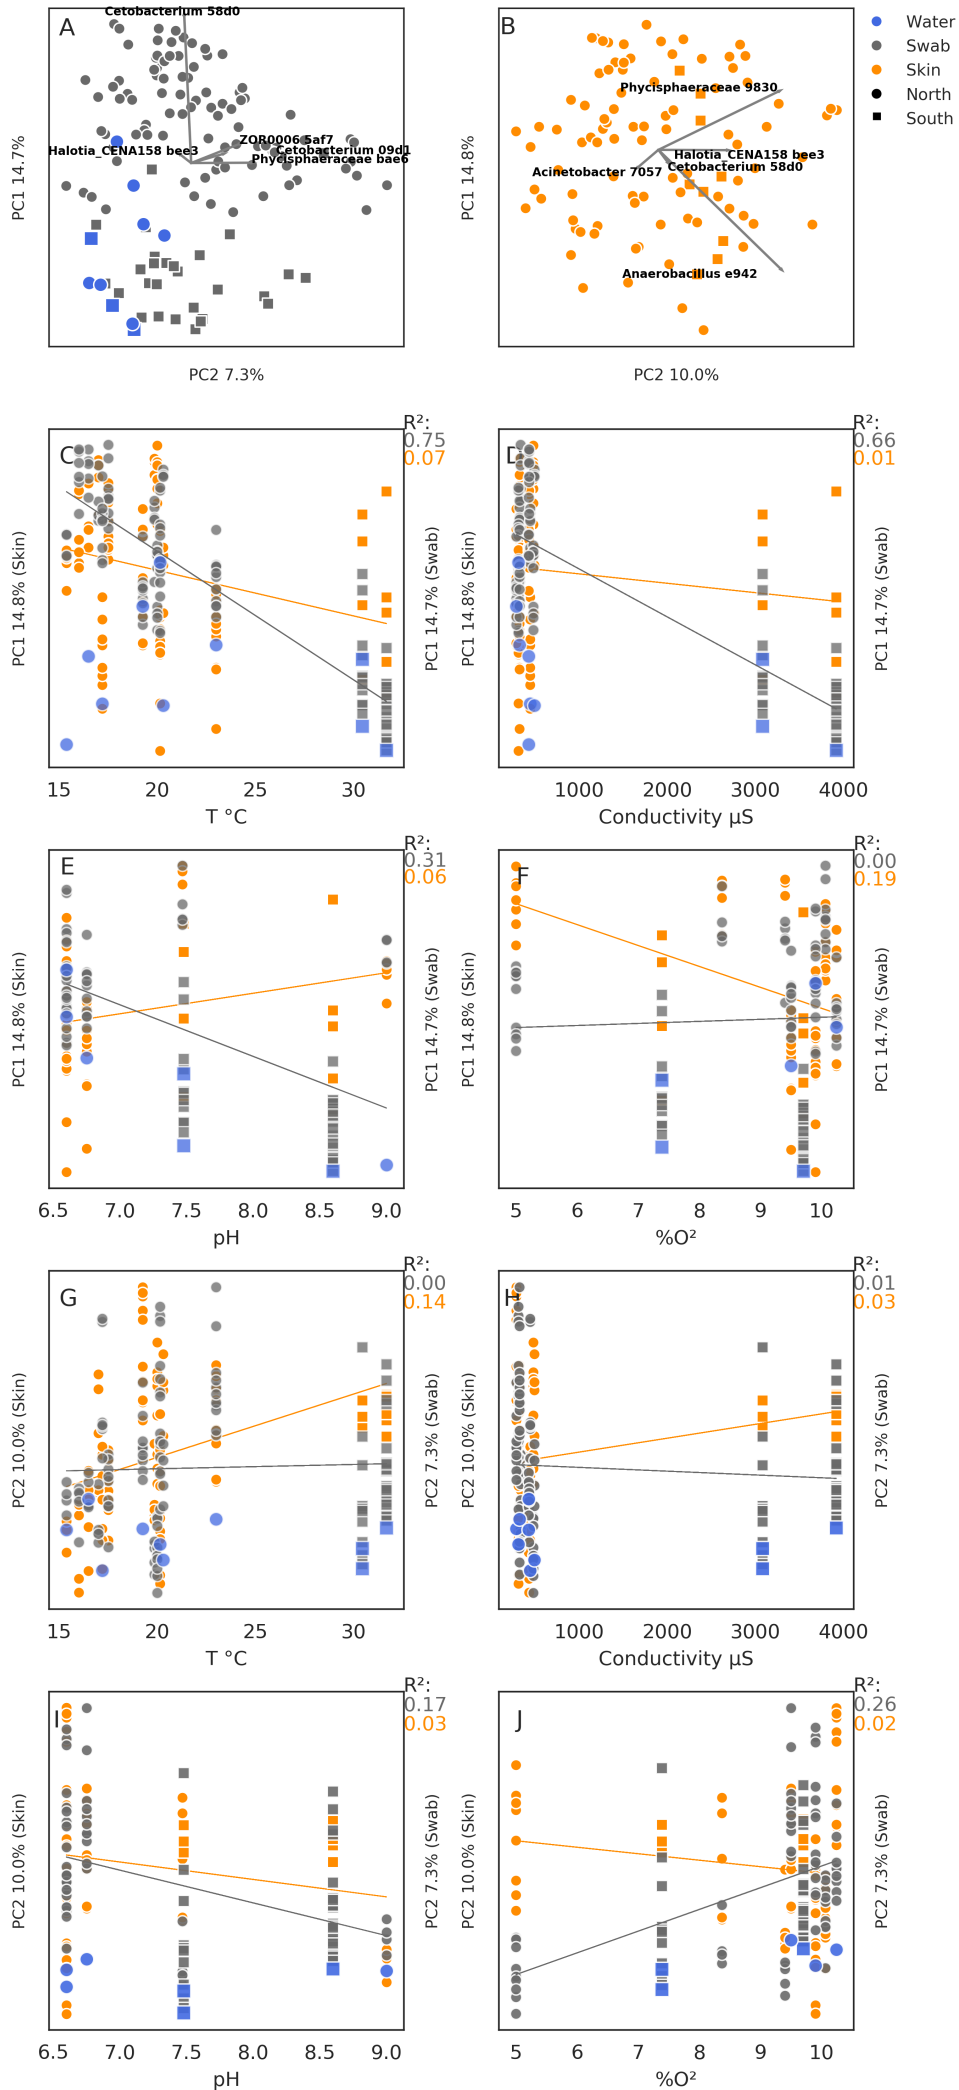 A
Cetobacterium 58d0
ZOR0006 5af7
Halotia_CENA158 bee3
Cetobacterium 09d1
Phycisphaeraceae bae6
PC1 14.7%
PC2 7.3%
B
Phycisphaeraceae 9830
Halotia_CENA158 bee3
Cetobacterium 58d0
Acinetobacter 7057
Anaerobacillus e942
PC1 14.8%
PC2 10.0%
Water
Swab
Skin
North
South
C
R²:
0.75
0.07
PC1 14.8% (Skin)
PC1 14.7% (Swab)
15 20 25 30
T °C
D
R²:
0.66
0.01
PC1 14.8% (Skin)
PC1 14.7% (Swab)
1000 2000 3000 4000
Conductivity µS
E
R²:
0.31
0.06
PC1 14.8% (Skin)
PC1 14.7% (Swab)
6.5 7.0 7.5 8.0 8.5 9.0
pH
F
R²:
0.00
0.19
PC1 14.8% (Skin)
PC1 14.7% (Swab)
5 6 7 8 9 10
%O²
G
R²:
0.00
0.14
PC2 10.0% (Skin)
PC2 7.3% (Swab)
15 20 25 30
T °C
H
R²:
0.01
0.03
PC2 10.0% (Skin)
PC2 7.3% (Swab)
1000 2000 3000 4000
Conductivity µS
I
R²:
0.17
0.03
PC2 10.0% (Skin)
PC2 7.3% (Swab)
6.5 7.0 7.5 8.0 8.5 9.0
pH
J
R²:
0.26
0.02
PC2 10.0% (Skin)
PC2 7.3% (Swab)
5 6 7 8 9 10
%O²